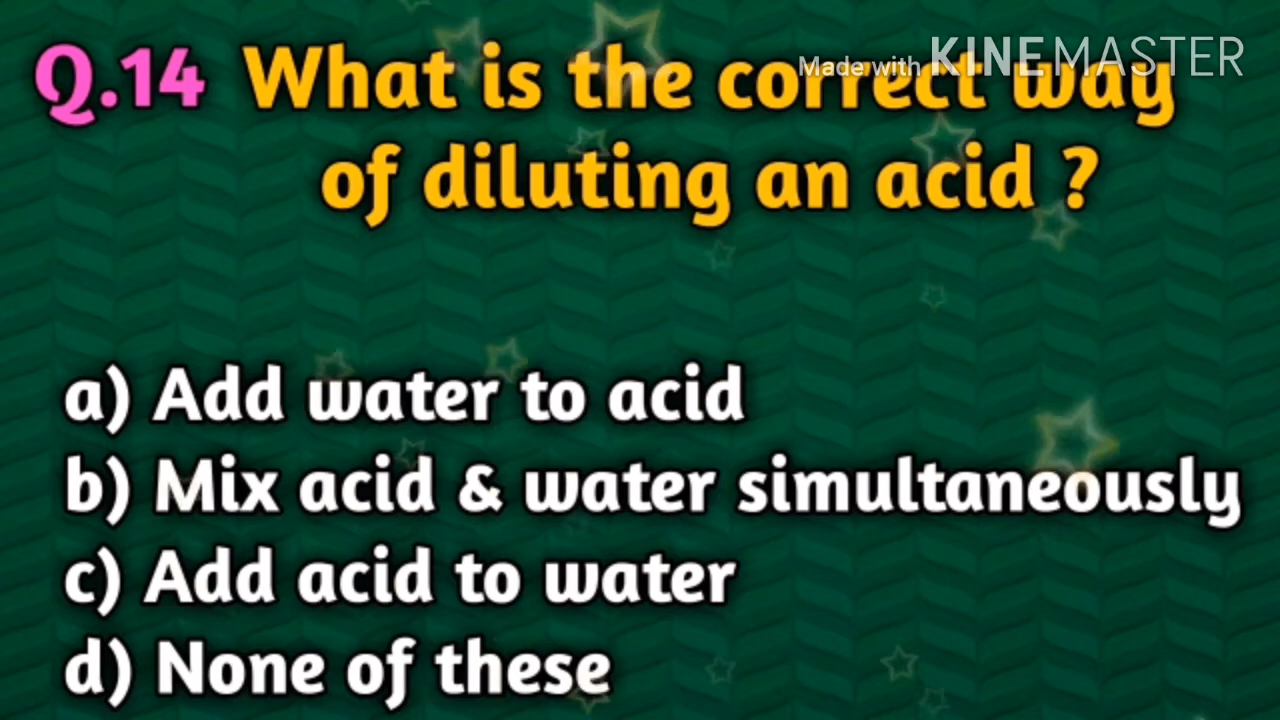 Made with KINEMASTER
Q.14 What is the correct way
of diluting an acid ?
a) Add water to acid
b) Mix acid & water simultaneously
c) Add acid to water
d) None of these